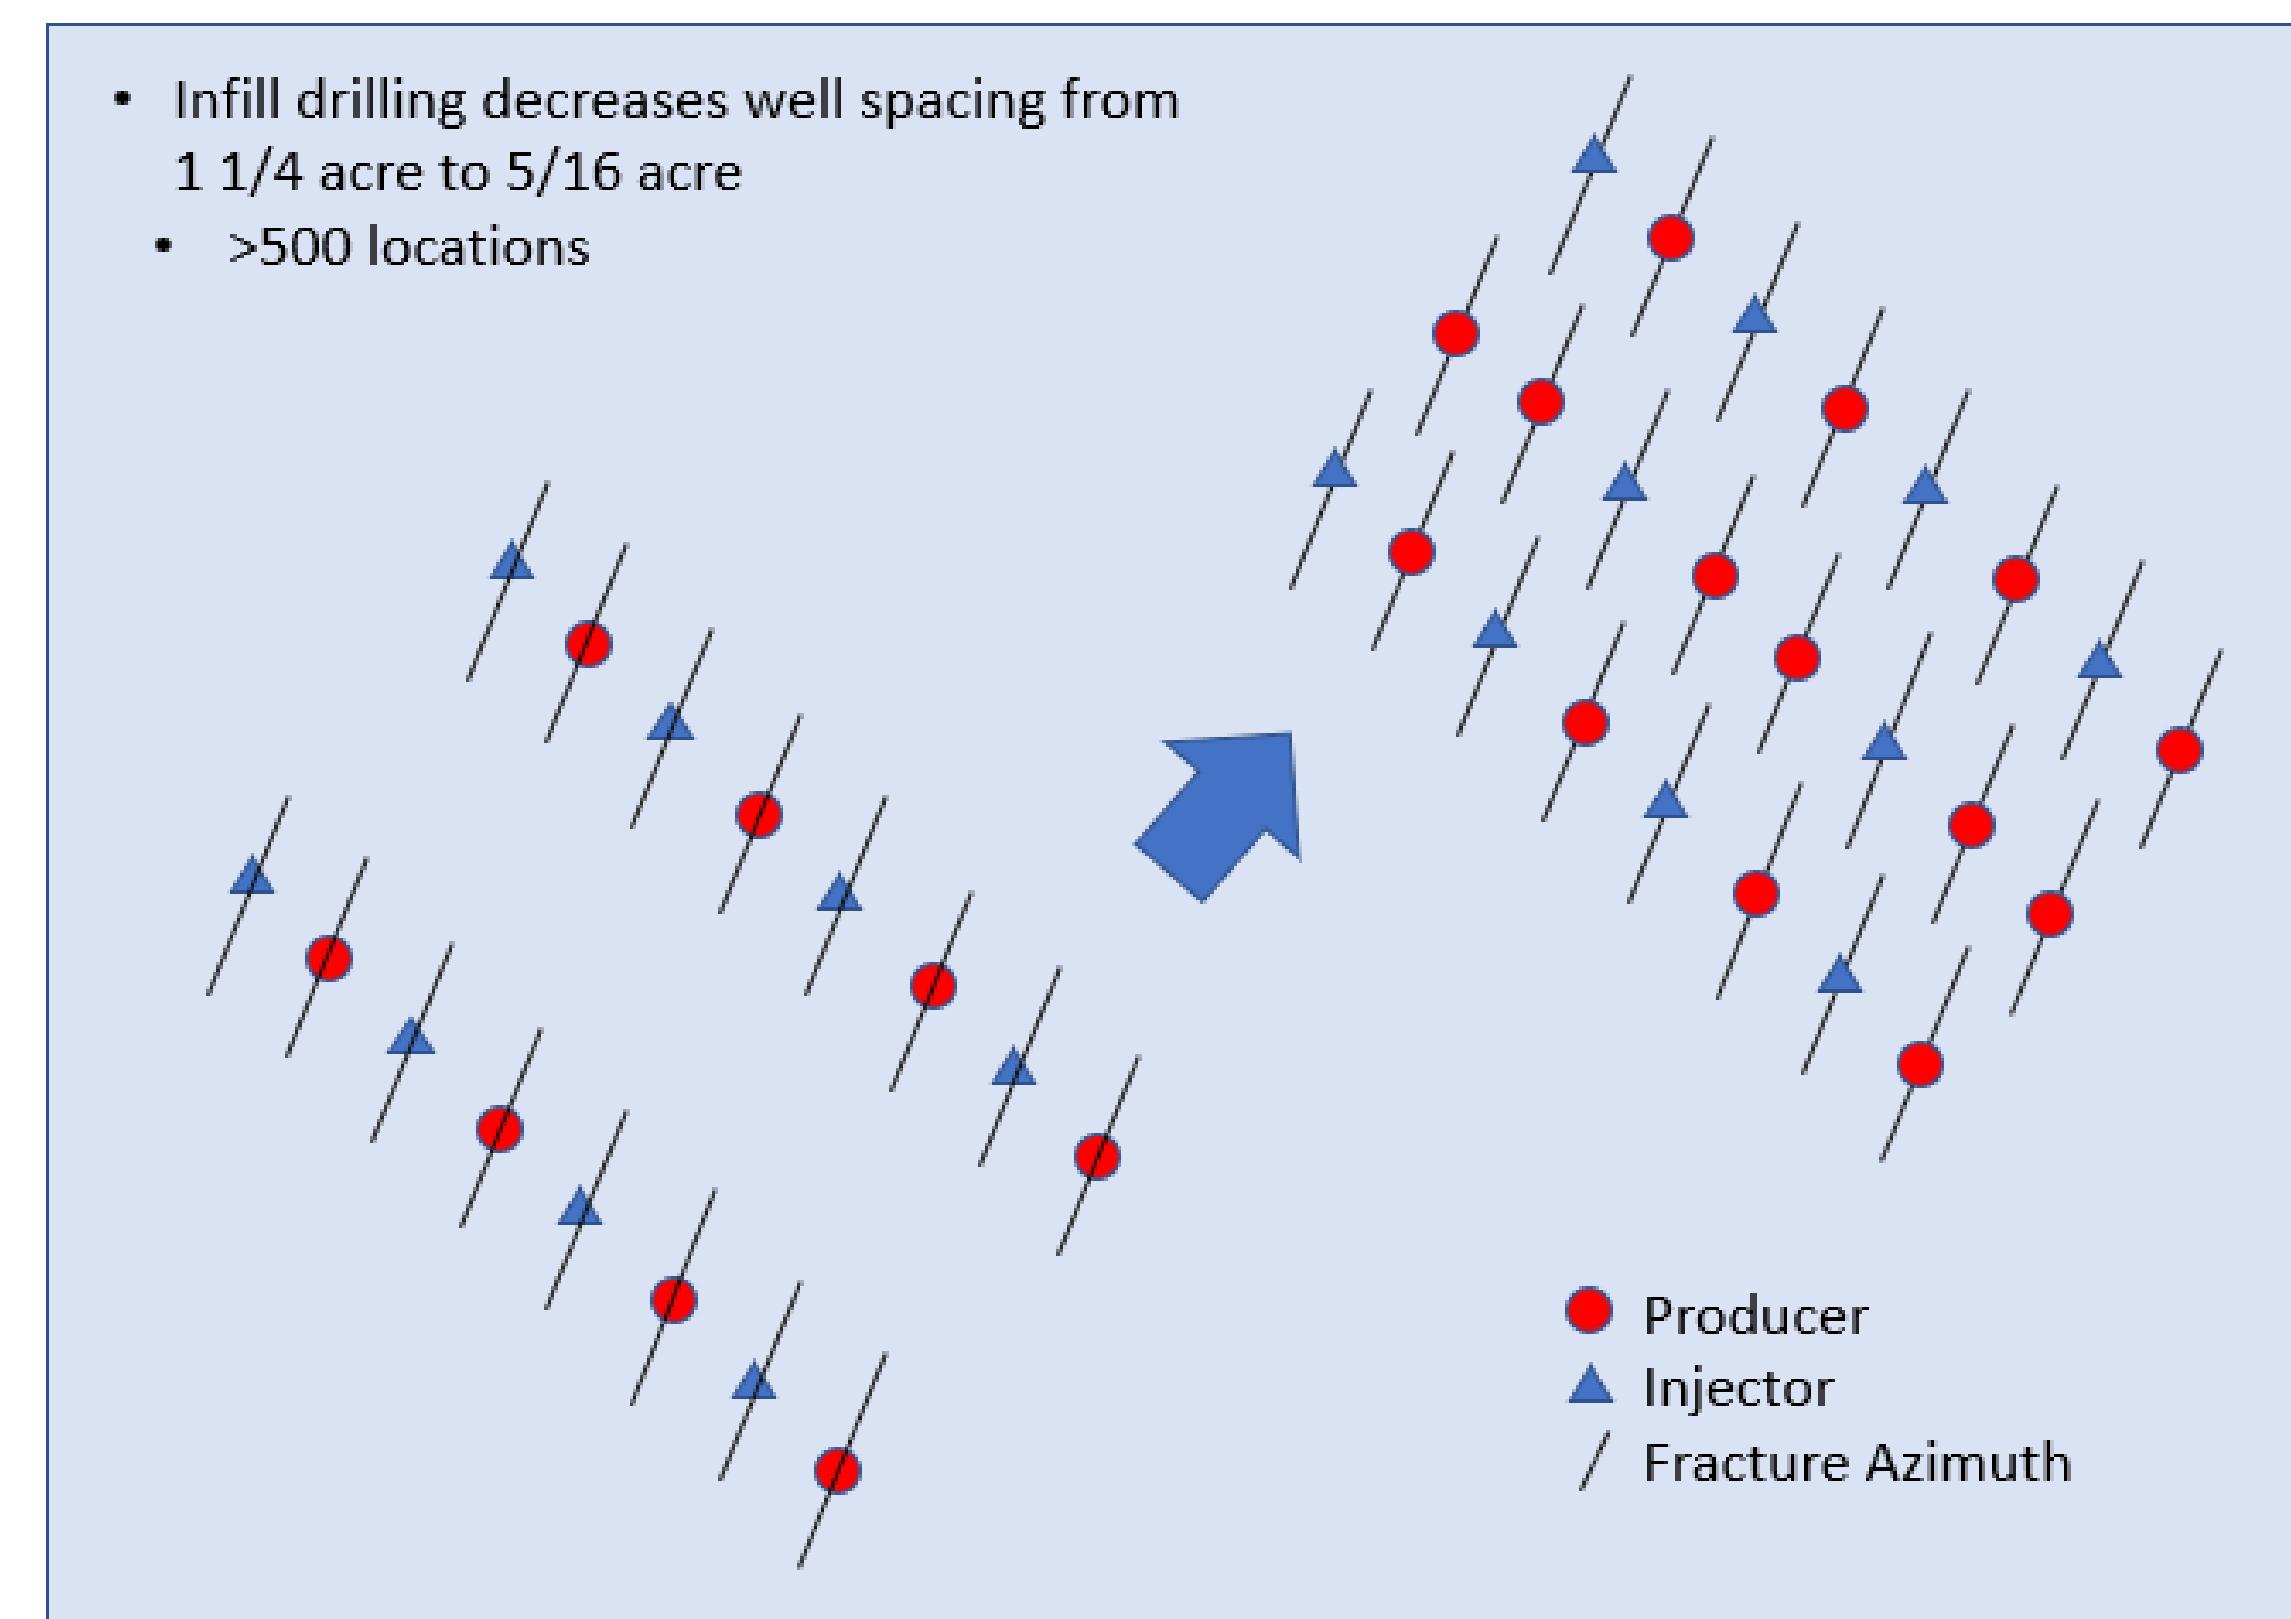 • Infill drilling decreases well spacing from
1 1/4 acre to 5/16 acre
• >500 locations
Producer
Injector
Fracture Azimuth